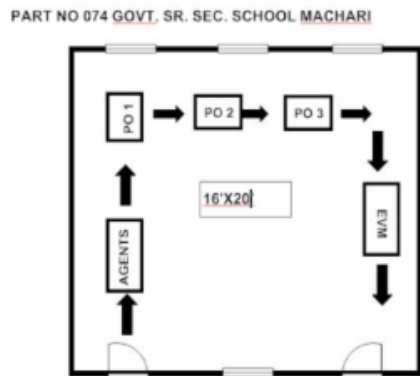 PART NO 074 GOVT. SR. SEC. SCHOOL MACHARI
PO 1
PO 2
PO 3
16'X20'
AGENTS
EVM